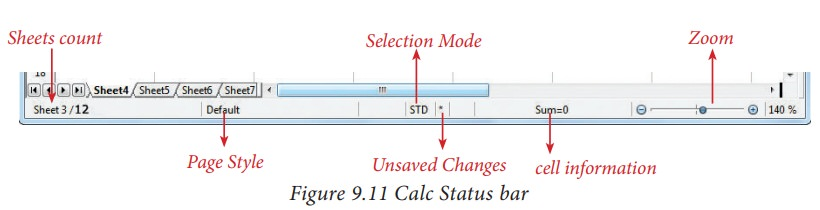 Sheets count
Selection Mode
Zoom
18
Sheet4 Sheet5 Sheet6 Sheet7
Sheet 3 / 12 Default STD * Sum=0 140 %
Page Style
Unsaved Changes
cell information
Figure 9.11 Calc Status bar